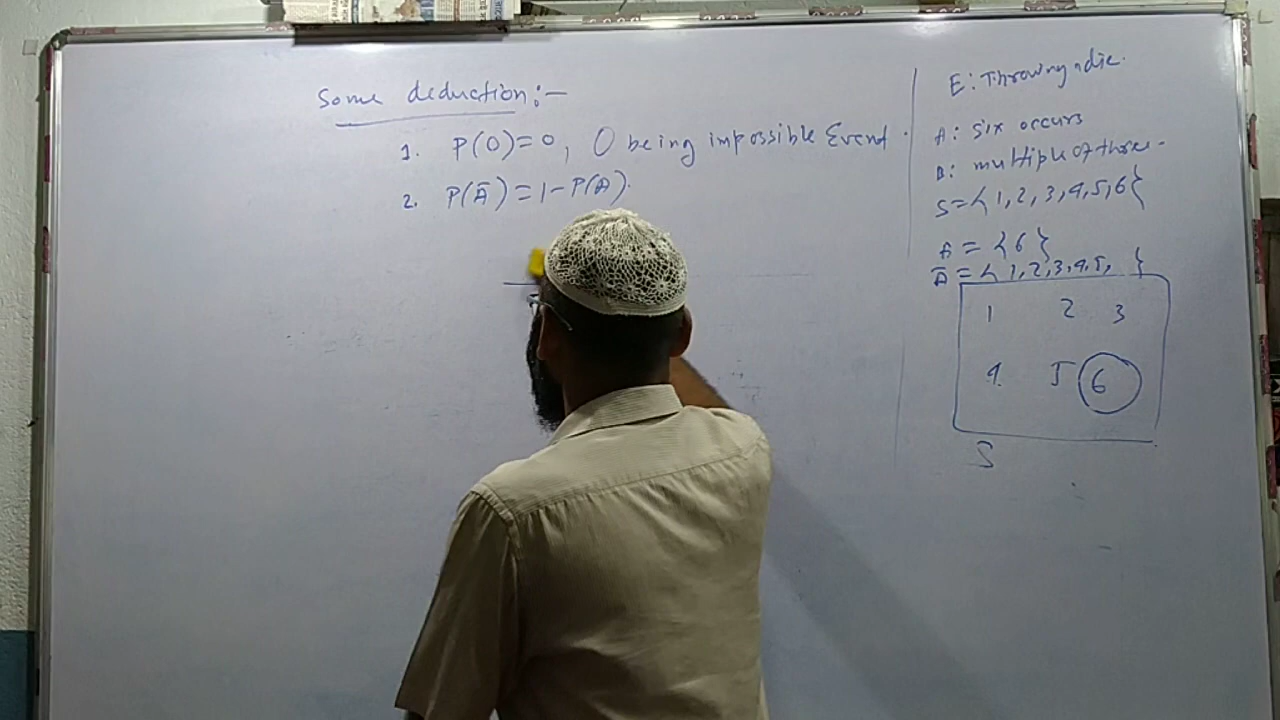 Some deduction:-
1. P(O)=0, O being impossible Event.
2. P(Ā)=1-P(A).
E: Throwing a die.
A: Six occurs
B: multiple of three.
S={1,2,3,4,5,6}
A = {6}
Ā = {1,2,3,4,5, }
1 2 3
4. 5 6
S